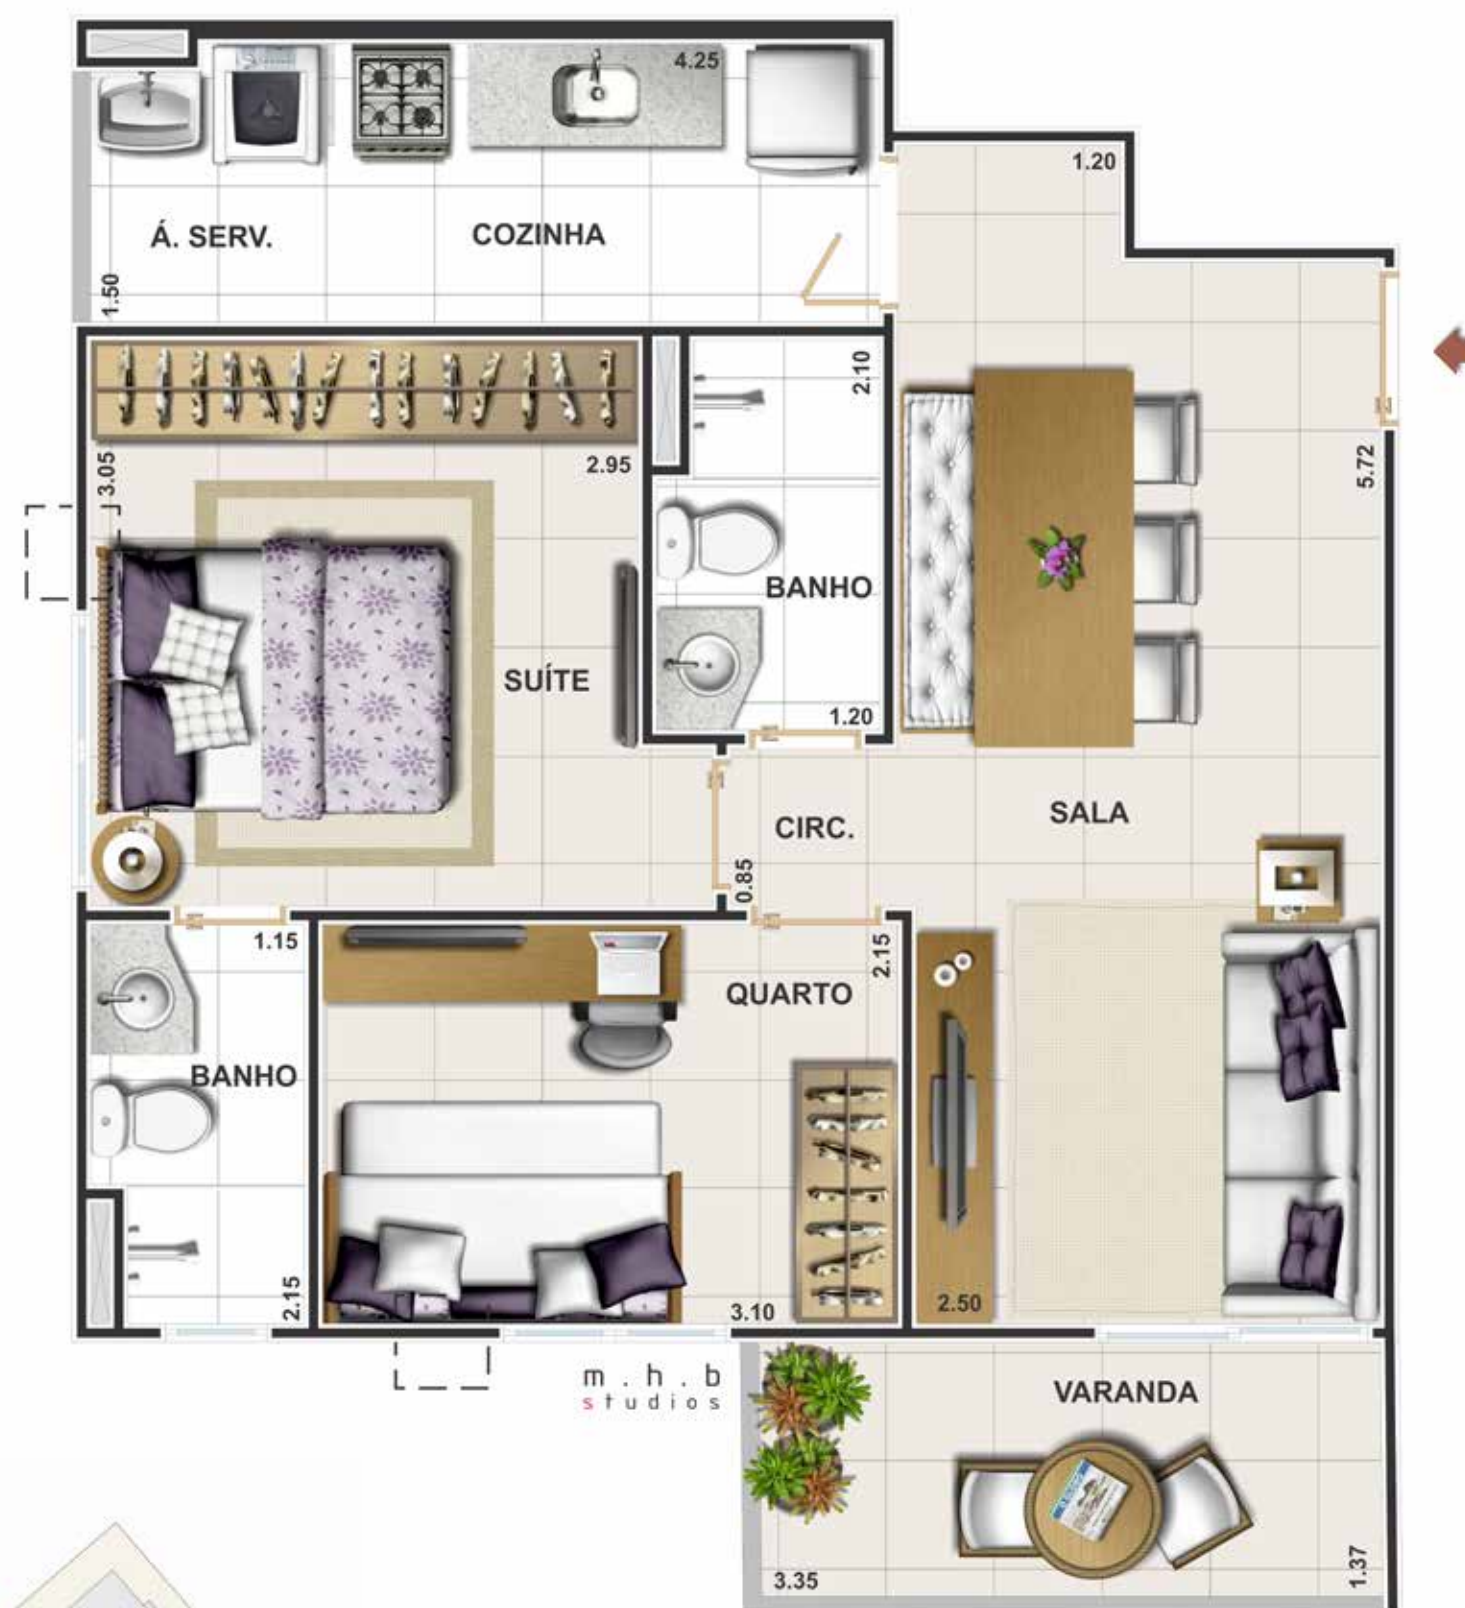 4.25
1.20
Á. SERV.
COZINHA
1.50
2.10
3.05
2.95
5.72
BANHO
SUÍTE
1.20
CIRC.
SALA
0.85
1.15
2.15
QUARTO
BANHO
2.15
3.10
2.50
m.h.b
studios
VARANDA
3.35
1.37